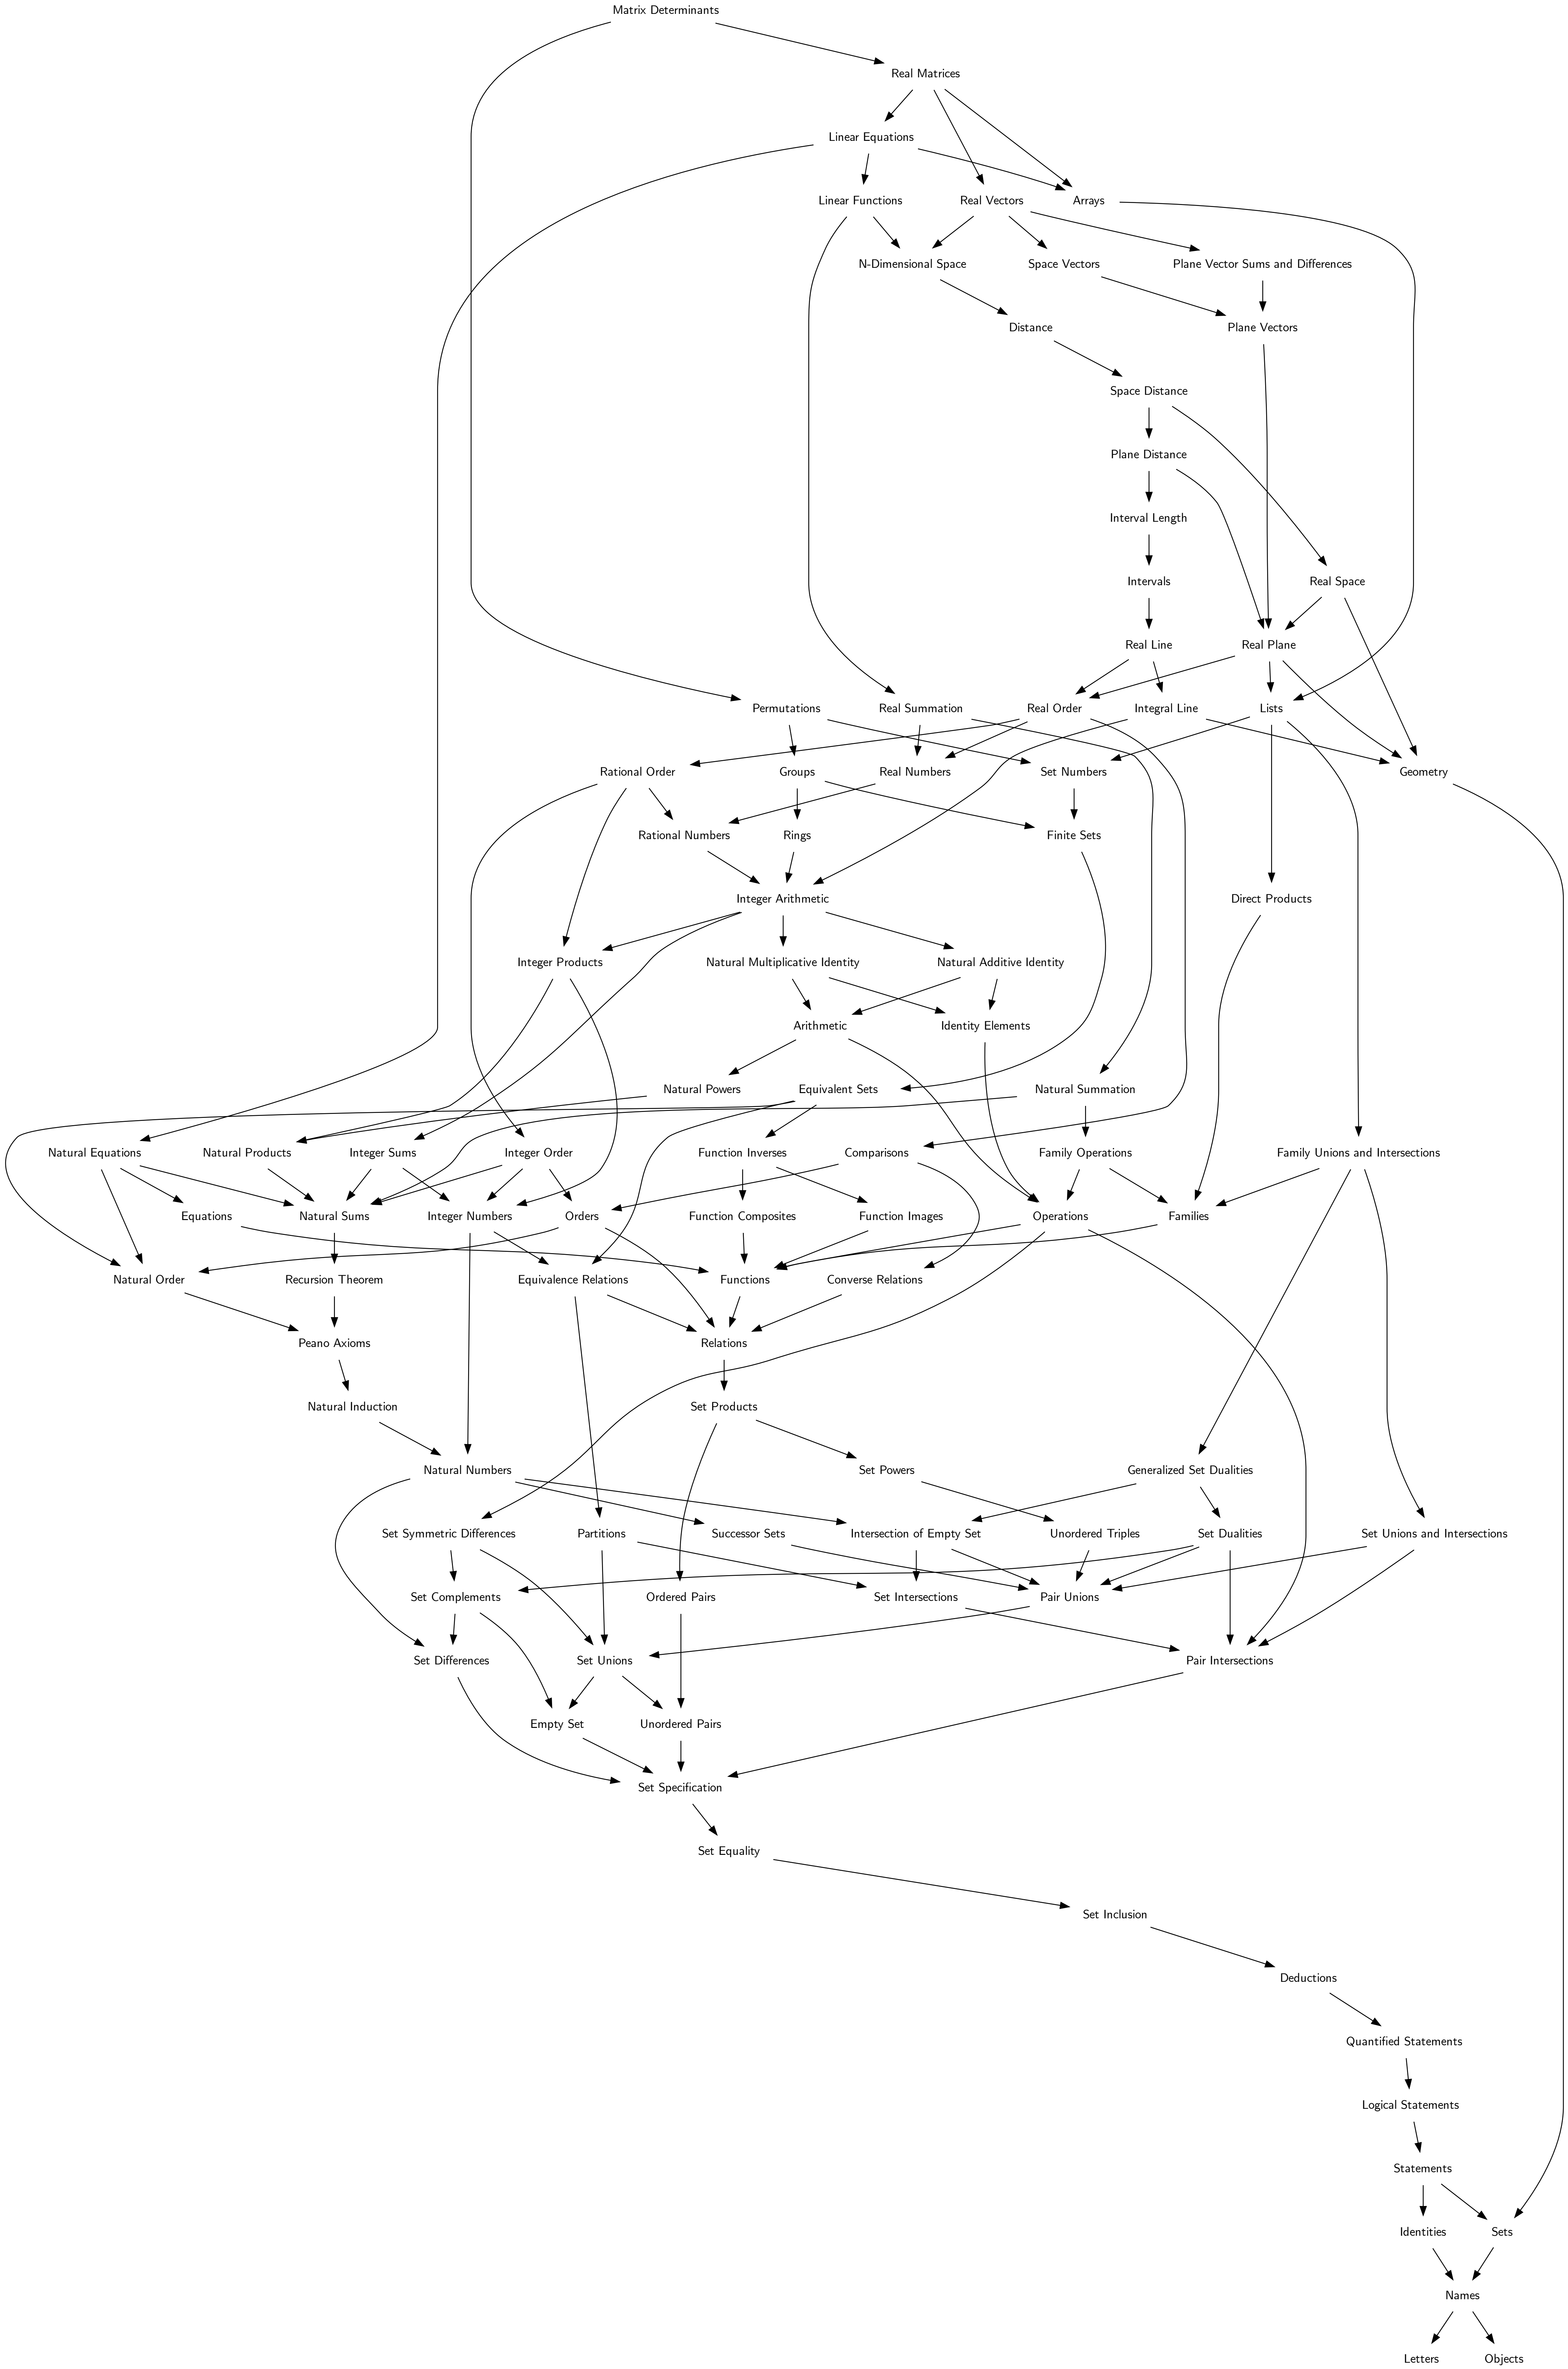 Matrix Determinants
Real Matrices
Linear Equations
Linear Functions
Real Vectors
Arrays
N-Dimensional Space
Space Vectors
Plane Vector Sums and Differences
Distance
Plane Vectors
Space Distance
Plane Distance
Interval Length
Intervals
Real Space
Real Line
Real Plane
Permutations
Real Summation
Real Order
Integral Line
Lists
Rational Order
Groups
Real Numbers
Set Numbers
Geometry
Rational Numbers
Rings
Finite Sets
Integer Arithmetic
Direct Products
Integer Products
Natural Multiplicative Identity
Natural Additive Identity
Arithmetic
Identity Elements
Natural Powers
Equivalent Sets
Natural Summation
Natural Equations
Natural Products
Integer Sums
Integer Order
Function Inverses
Comparisons
Family Operations
Family Unions and Intersections
Equations
Natural Sums
Integer Numbers
Orders
Function Composites
Function Images
Operations
Families
Natural Order
Recursion Theorem
Equivalence Relations
Functions
Converse Relations
Peano Axioms
Relations
Natural Induction
Set Products
Natural Numbers
Set Powers
Generalized Set Dualities
Set Symmetric Differences
Partitions
Successor Sets
Intersection of Empty Set
Unordered Triples
Set Dualities
Set Unions and Intersections
Set Complements
Ordered Pairs
Set Intersections
Pair Unions
Set Differences
Set Unions
Pair Intersections
Empty Set
Unordered Pairs
Set Specification
Set Equality
Set Inclusion
Deductions
Quantified Statements
Logical Statements
Statements
Identities
Sets
Names
Letters
Objects